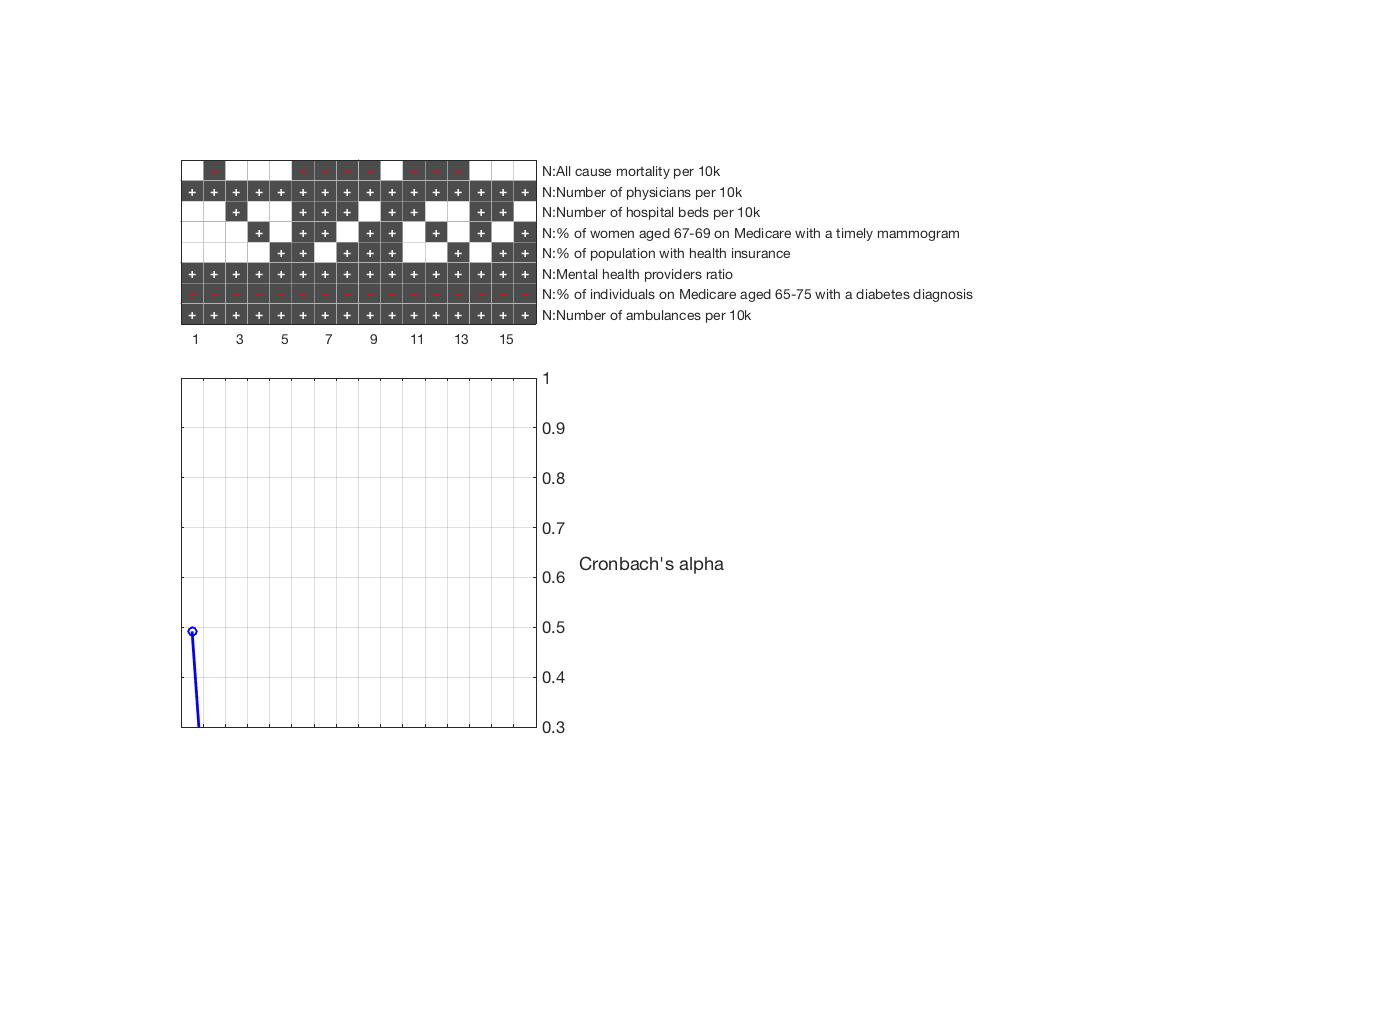 - - - - - - - - N:All cause mortality per 10k
+ + + + + + + + + + + + + + + + N:Number of physicians per 10k
+ + + + + + + + N:Number of hospital beds per 10k
+ + + + + + + + N:% of women aged 67-69 on Medicare with a timely mammogram
+ + + + + + + + N:% of population with health insurance
+ + + + + + + + + + + + + + + + N:Mental health providers ratio
- - - - - - - - - - - - - - - - N:% of individuals on Medicare aged 65-75 with a diabetes diagnosis
+ + + + + + + + + + + + + + + + N:Number of ambulances per 10k
1 3 5 7 9 11 13 15
1
0.9
0.8
0.7
0.6
0.5
0.4
0.3
Cronbach's alpha